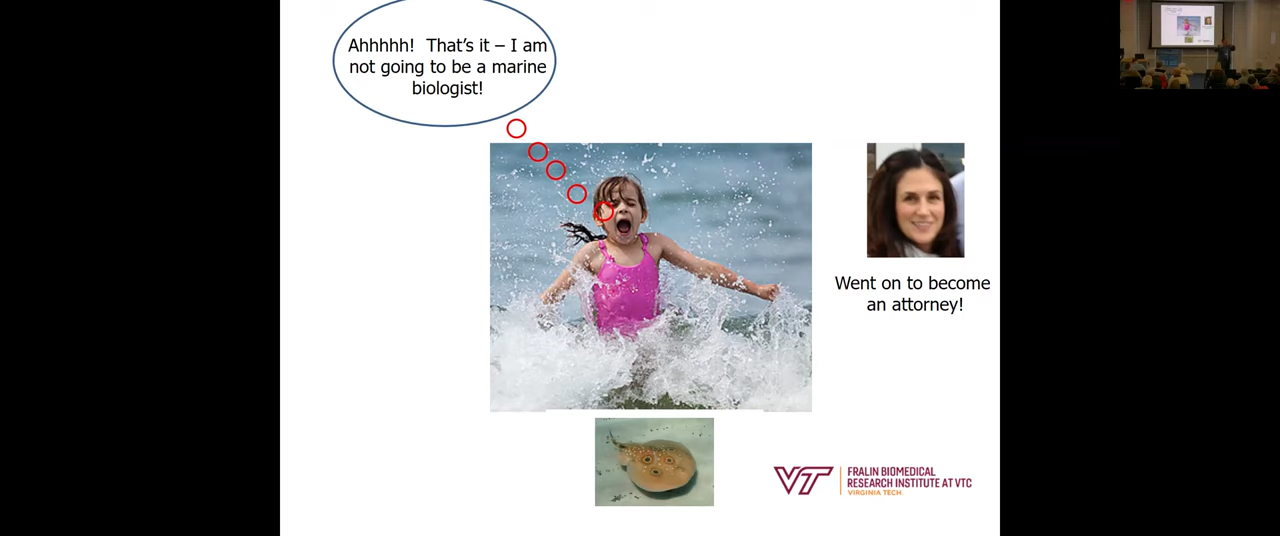 Ahhhhh! That’s it – I am
not going to be a marine
biologist!
Went on to become
an attorney!
VT
FRALIN BIOMEDICAL
RESEARCH INSTITUTE AT VTC
VIRGINIA TECH.